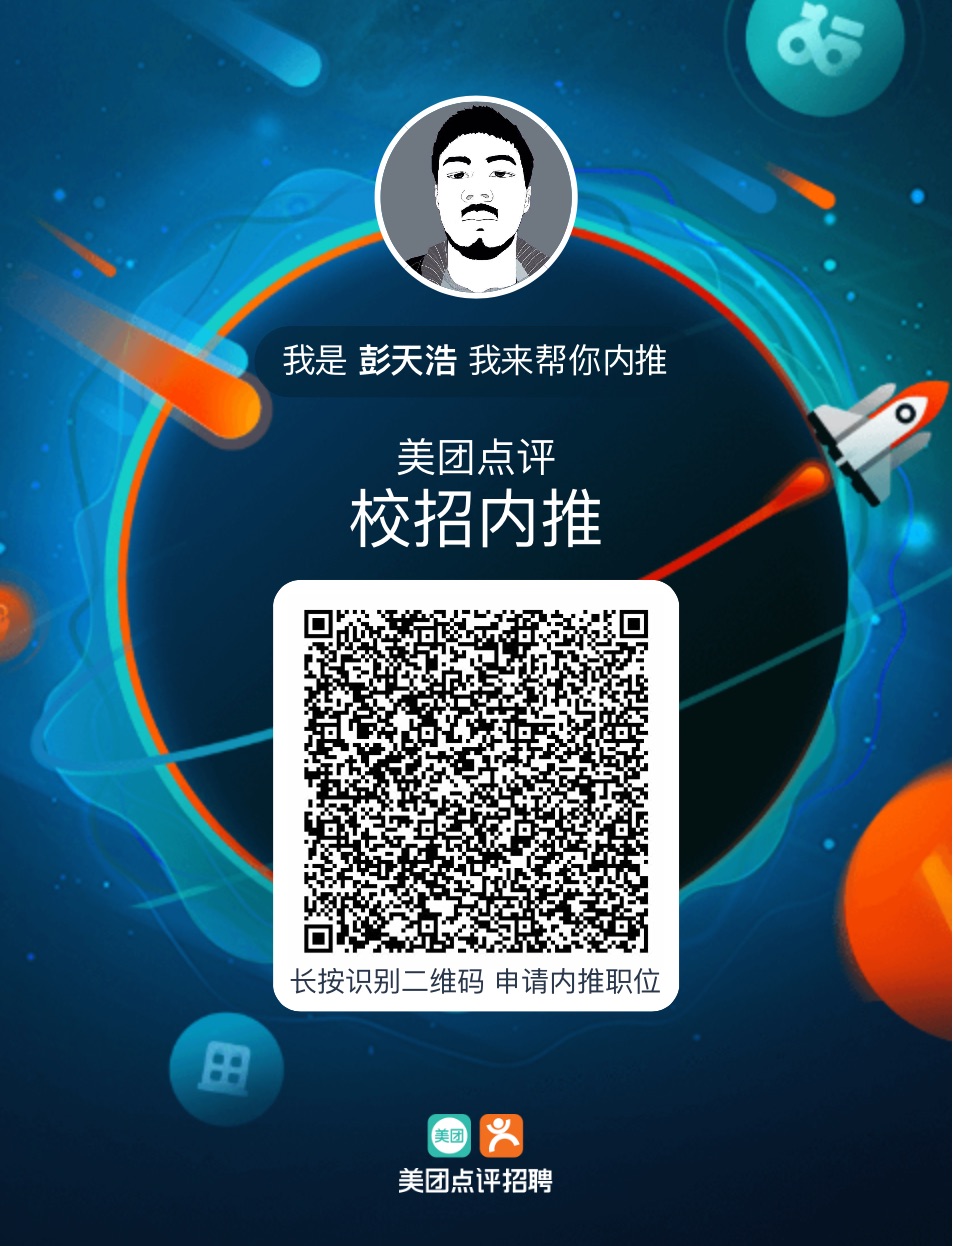 我是 彭天浩 我来帮你内推
美团点评
校招内推
长按识别二维码 申请内推职位
美团
美团点评招聘